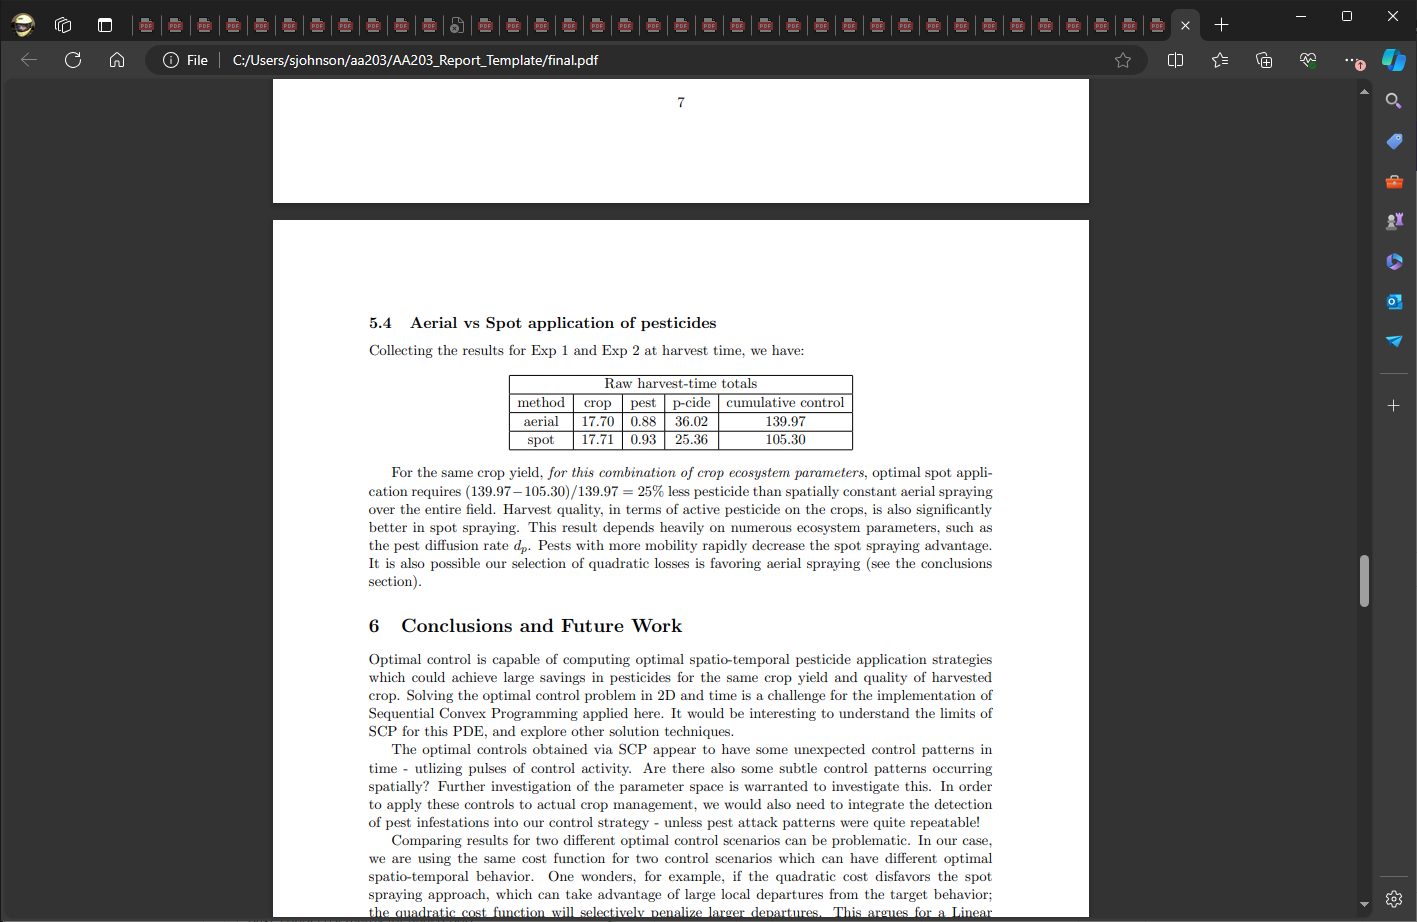 File
C:/Users/sjohnson/aa203/AA203_Report_Template/final.pdf
7
5.4 Aerial vs Spot application of pesticides
Collecting the results for Exp 1 and Exp 2 at harvest time, we have:
Raw harvest-time totals
method crop pest p-cide cumulative control
aerial 17.70 0.88 36.02 139.97
spot 17.71 0.93 25.36 105.30
For the same crop yield, for this combination of crop ecosystem parameters, optimal spot appli-
cation requires (139.97−105.30)/139.97 = 25% less pesticide than spatially constant aerial spraying
over the entire field. Harvest quality, in terms of active pesticide on the crops, is also significantly
better in spot spraying. This result depends heavily on numerous ecosystem parameters, such as
the pest diffusion rate dp. Pests with more mobility rapidly decrease the spot spraying advantage.
It is also possible our selection of quadratic losses is favoring aerial spraying (see the conclusions
section).
6 Conclusions and Future Work
Optimal control is capable of computing optimal spatio-temporal pesticide application strategies
which could achieve large savings in pesticides for the same crop yield and quality of harvested
crop. Solving the optimal control problem in 2D and time is a challenge for the implementation of
Sequential Convex Programming applied here. It would be interesting to understand the limits of
SCP for this PDE, and explore other solution techniques.
The optimal controls obtained via SCP appear to have some unexpected control patterns in
time - utlizing pulses of control activity. Are there also some subtle control patterns occurring
spatially? Further investigation of the parameter space is warranted to investigate this. In order
to apply these controls to actual crop management, we would also need to integrate the detection
of pest infestations into our control strategy - unless pest attack patterns were quite repeatable!
Comparing results for two different optimal control scenarios can be problematic. In our case,
we are using the same cost function for two control scenarios which can have different optimal
spatio-temporal behavior. One wonders, for example, if the quadratic cost disfavors the spot
spraying approach, which can take advantage of large local departures from the target behavior;
the quadratic cost function will selectively penalize larger departures. This argues for a Linear